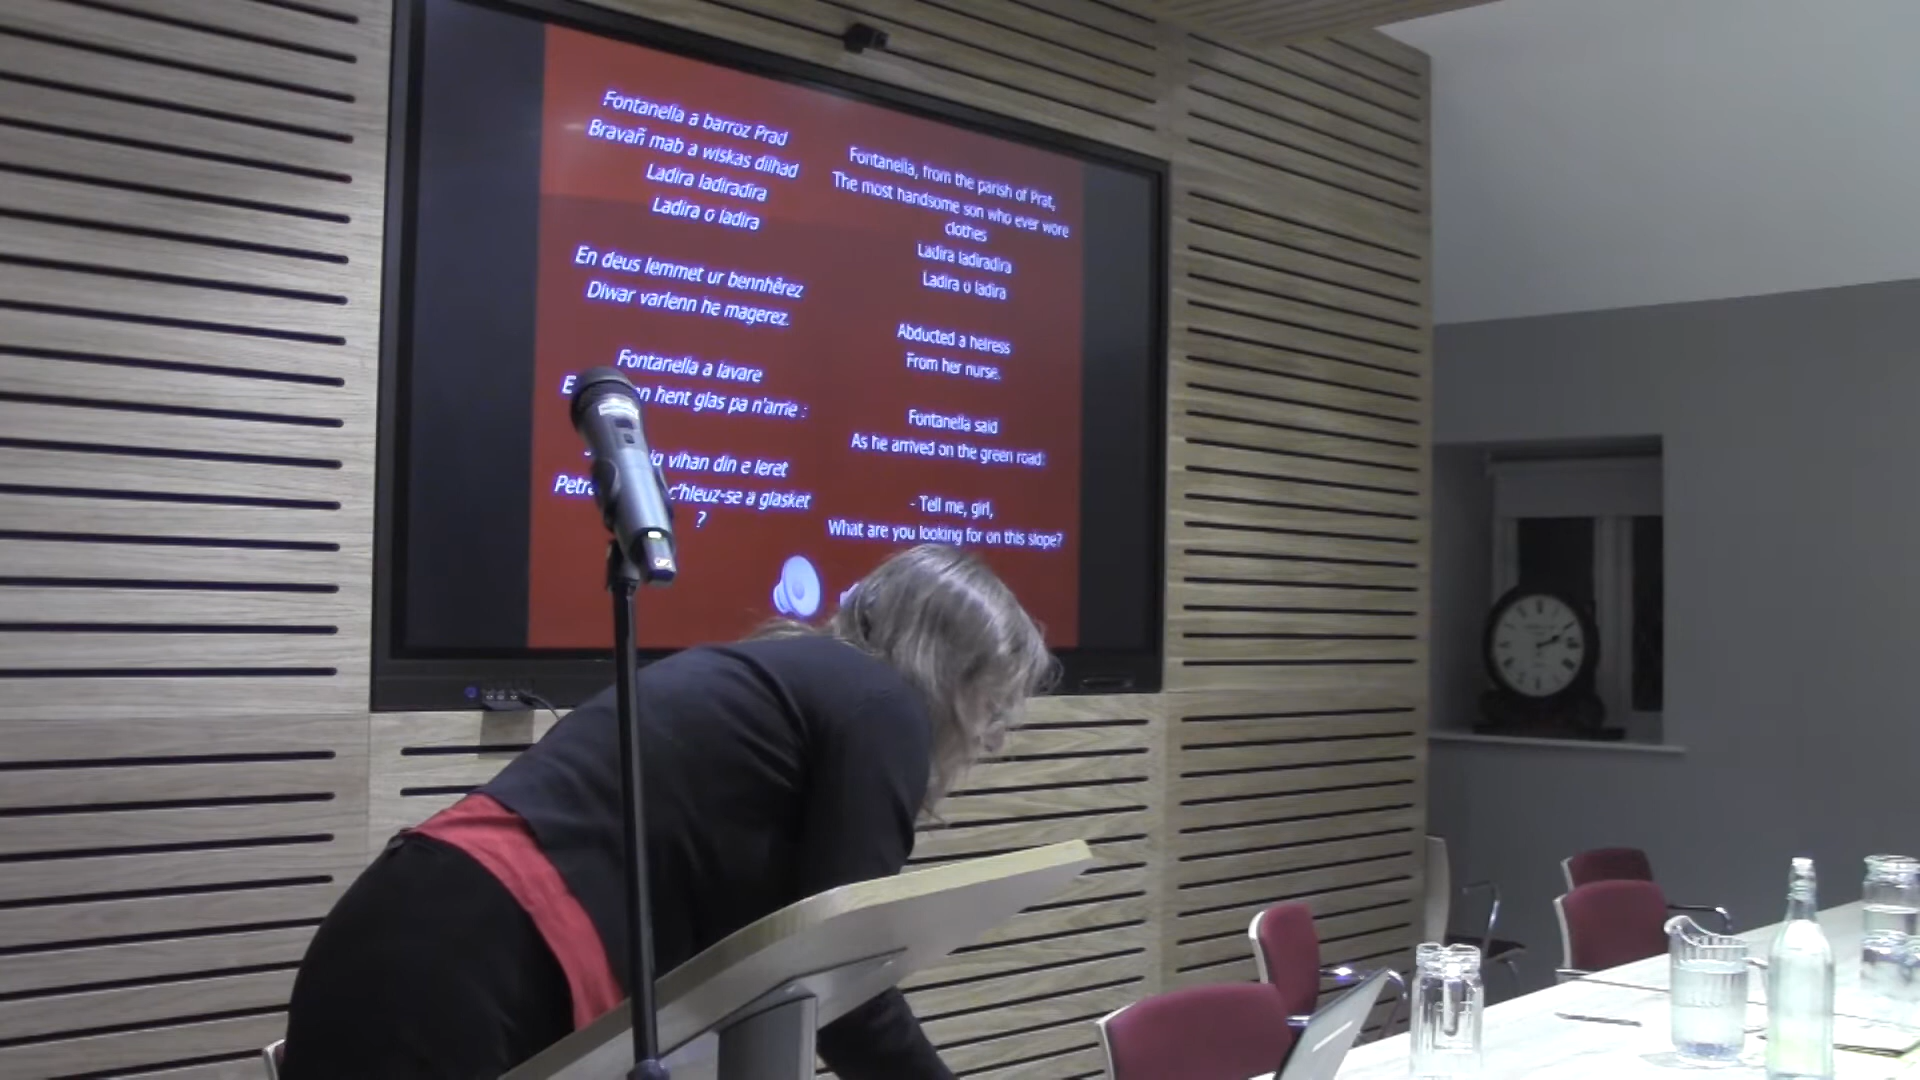 Fontanella a barroz Prad
Bravañ mab a wiskas dilhad
Ladira ladiradira
Ladira o ladira
En deus lemmet ur bennhêrez
Diwar varlenn he magerez.
Fontanella a lavare
hent glas pa n'arrie :
vihan din e leret
c'hleuz-se a glasket
?
Fontanella, from the parish of Prat,
The most handsome son who ever wore
clothes
Ladira ladiradira
Ladira o ladira
Abducted a heiress
From her nurse.
Fontanella said
As he arrived on the green road:
- Tell me, girl,
What are you looking for on this slope?